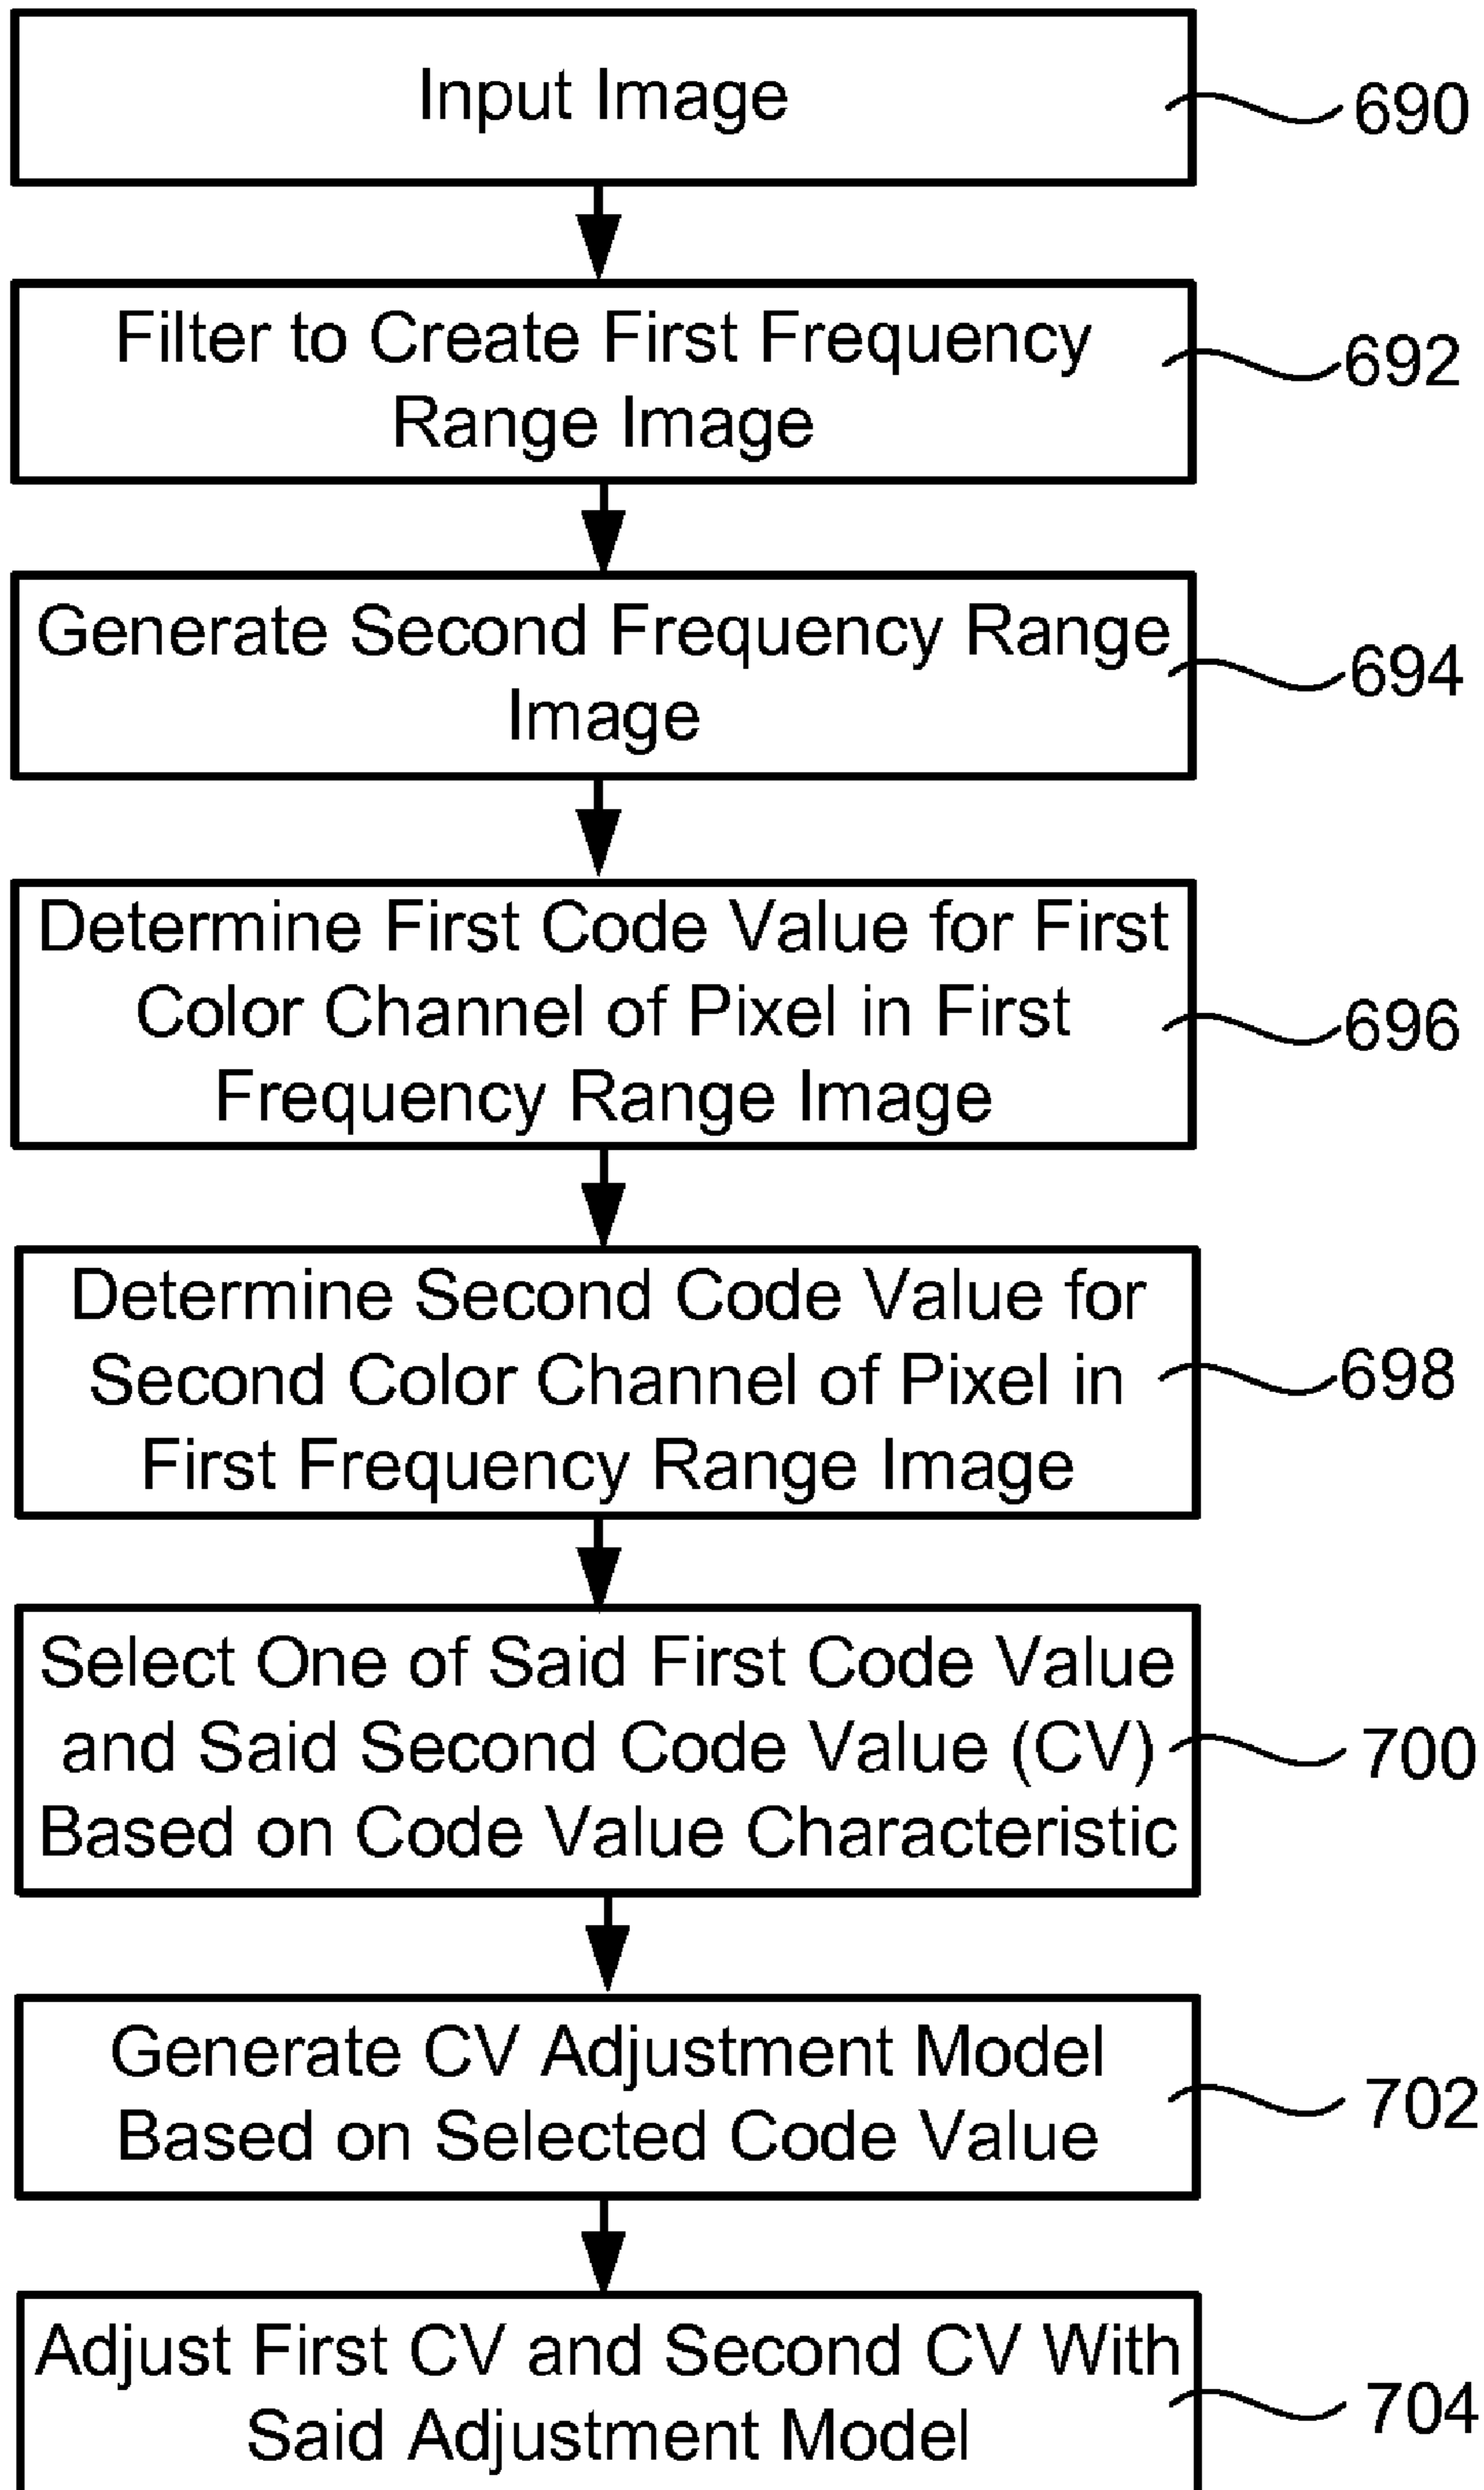 Input Image
690
Filter to Create First Frequency
Range Image
692
Generate Second Frequency Range
Image
694
Determine First Code Value for First
Color Channel of Pixel in First
Frequency Range Image
696
Determine Second Code Value for
Second Color Channel of Pixel in
First Frequency Range Image
698
Select One of Said First Code Value
and Said Second Code Value (CV)
Based on Code Value Characteristic
700
Generate CV Adjustment Model
Based on Selected Code Value
702
Adjust First CV and Second CV With
Said Adjustment Model
704